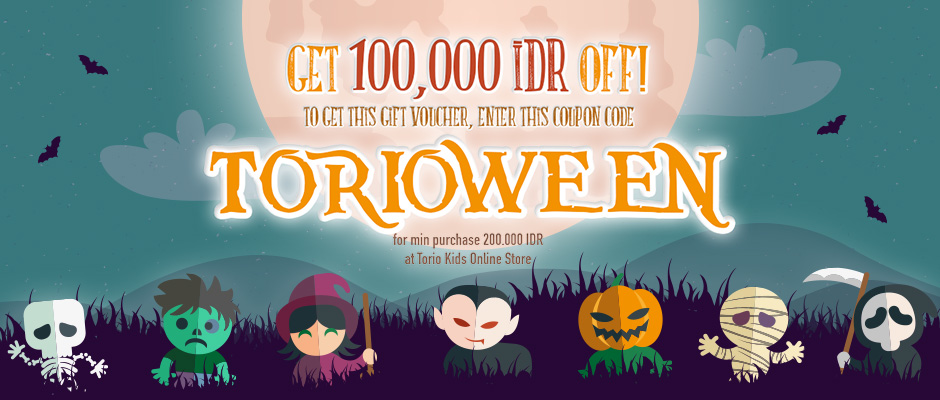 GET 100,000 IDR OFF!
TO GET THIS GIFT VOUCHER, ENTER THIS COUPON CODE
TORIOWEEN
for min purchase 200.000 IDR
at Torio Kids Online Store